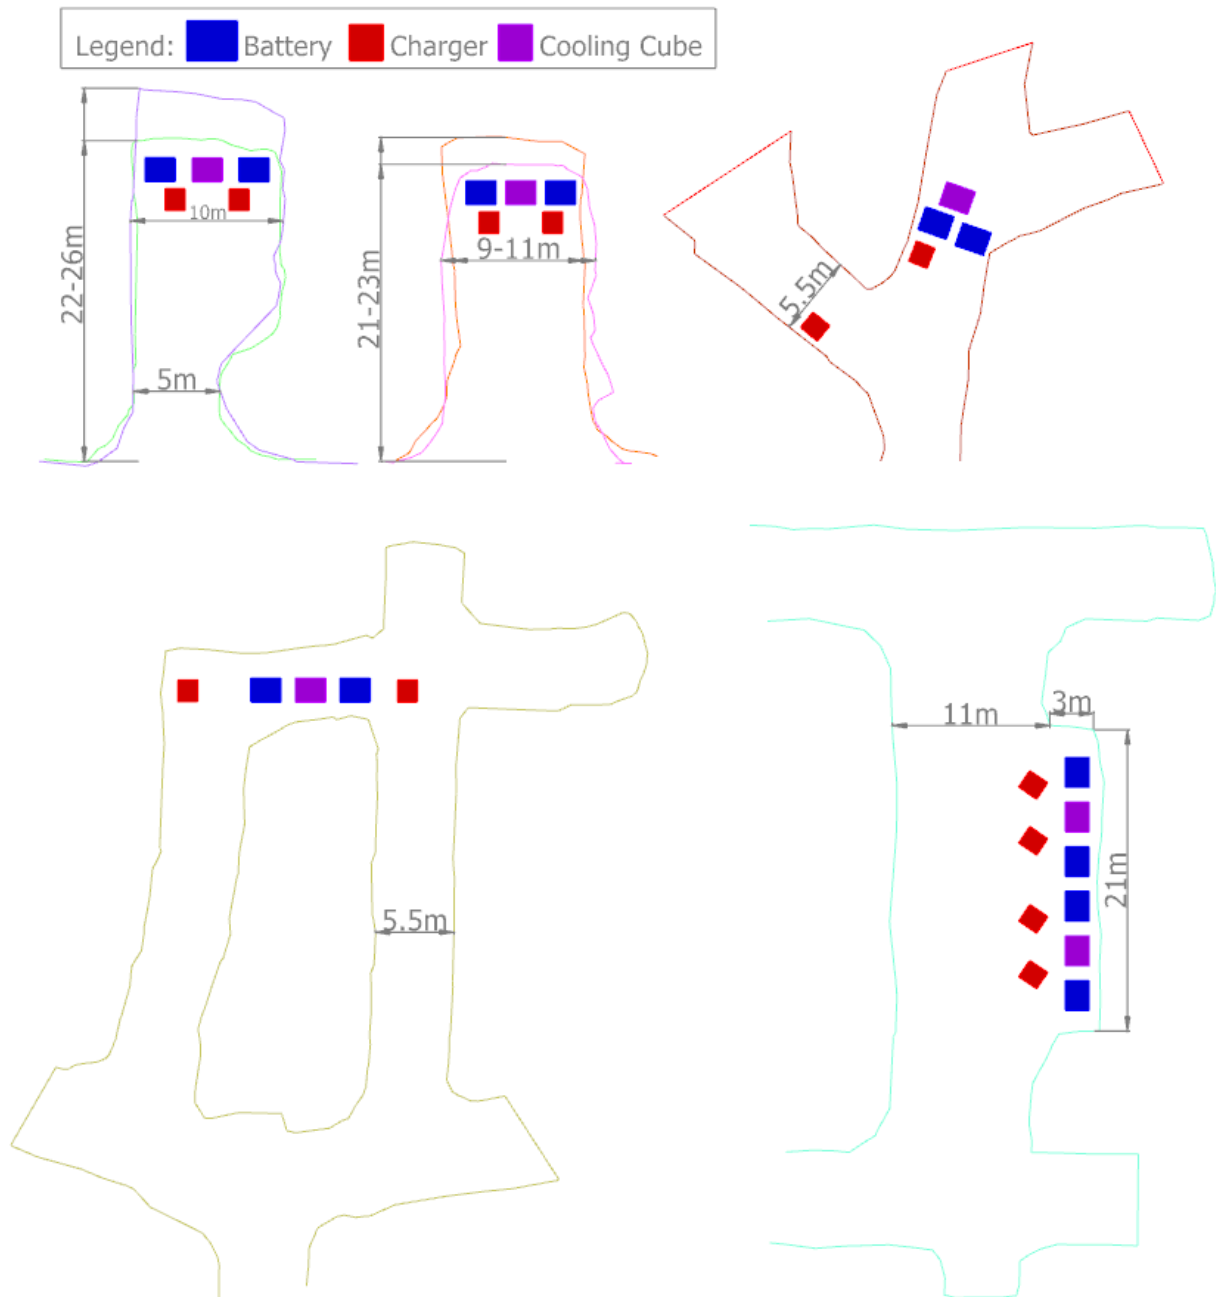 Legend: Battery Charger Cooling Cube
22-26m
10m
5m
21-23m
9-11m
5.5m
5.5m
11m
3m
21m